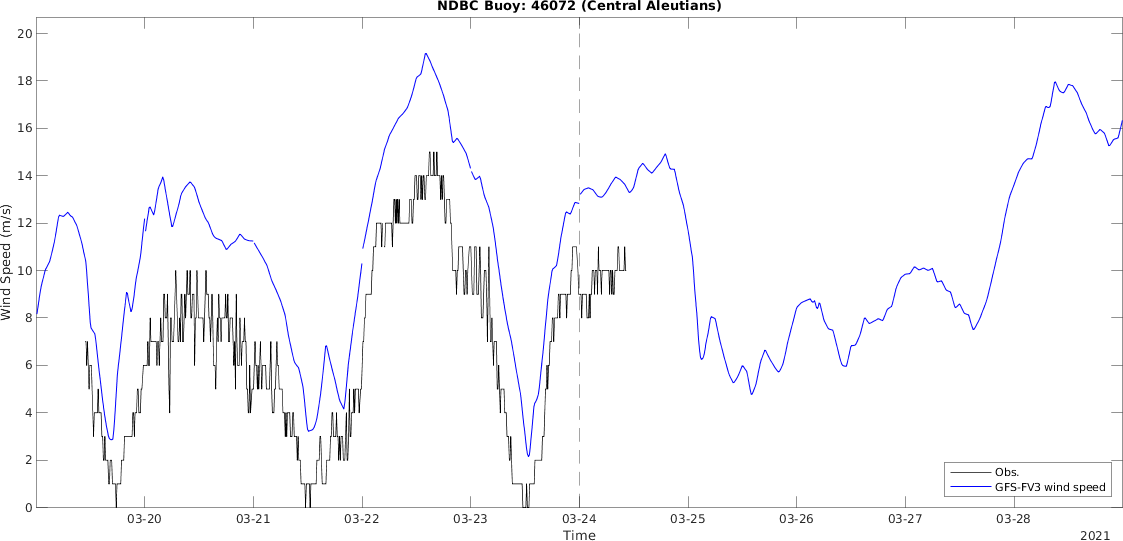 NDBC Buoy: 46072 (Central Aleutians)
20
18
16
14
12
10
8
6
4
2
0
Wind Speed (m/s)
Obs.
GFS-FV3 wind speed
03-20 03-21 03-22 03-23 03-24 03-25 03-26 03-27 03-28
Time
2021